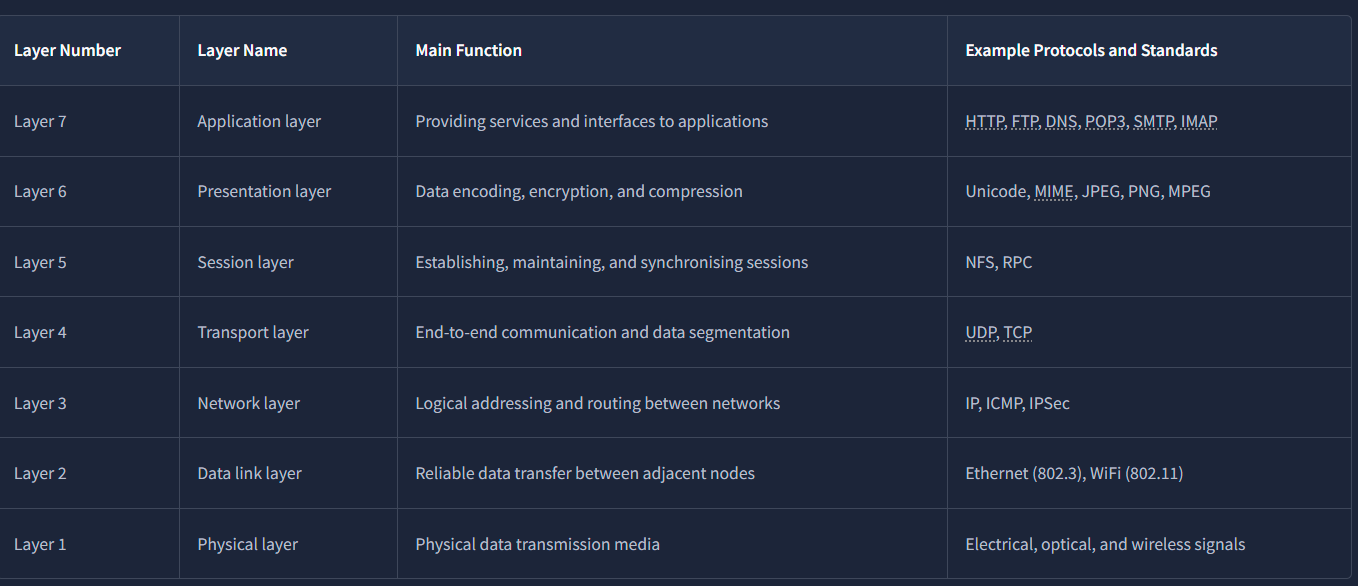 Layer Number Layer Name Main Function Example Protocols and Standards
Layer 7 Application layer Providing services and interfaces to applications HTTP, FTP, DNS, POP3, SMTP, IMAP
Layer 6 Presentation layer Data encoding, encryption, and compression Unicode, MIME, JPEG, PNG, MPEG
Layer 5 Session layer Establishing, maintaining, and synchronising sessions NFS, RPC
Layer 4 Transport layer End-to-end communication and data segmentation UDP, TCP
Layer 3 Network layer Logical addressing and routing between networks IP, ICMP, IPSec
Layer 2 Data link layer Reliable data transfer between adjacent nodes Ethernet (802.3), WiFi (802.11)
Layer 1 Physical layer Physical data transmission media Electrical, optical, and wireless signals